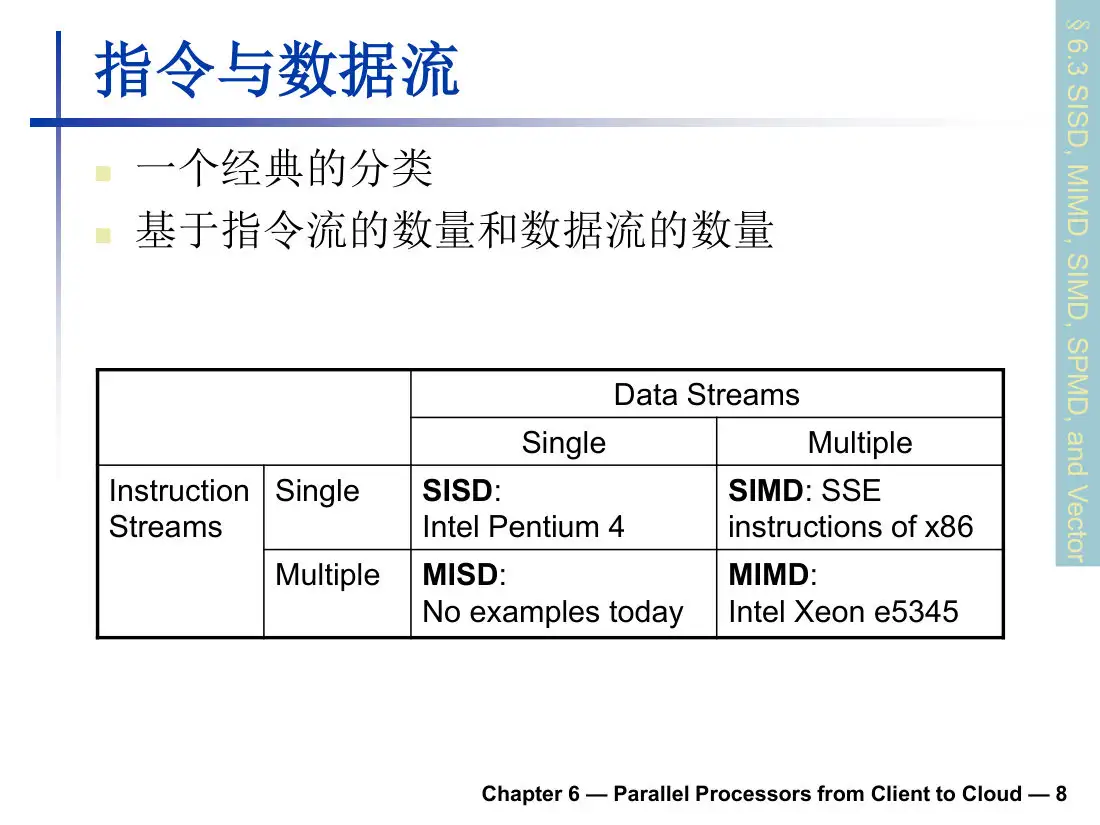 指令与数据流
一个经典的分类
基于指令流的数量和数据流的数量
Data Streams
Single
Multiple
Instruction
Streams
Single
SISD:
Intel Pentium 4
SIMD: SSE
instructions of x86
Multiple
MISD:
No examples today
MIMD:
Intel Xeon e5345
§6.3 SISD, MIMD, SIMD, SPMD, and Vector
Chapter 6 — Parallel Processors from Client to Cloud — 8